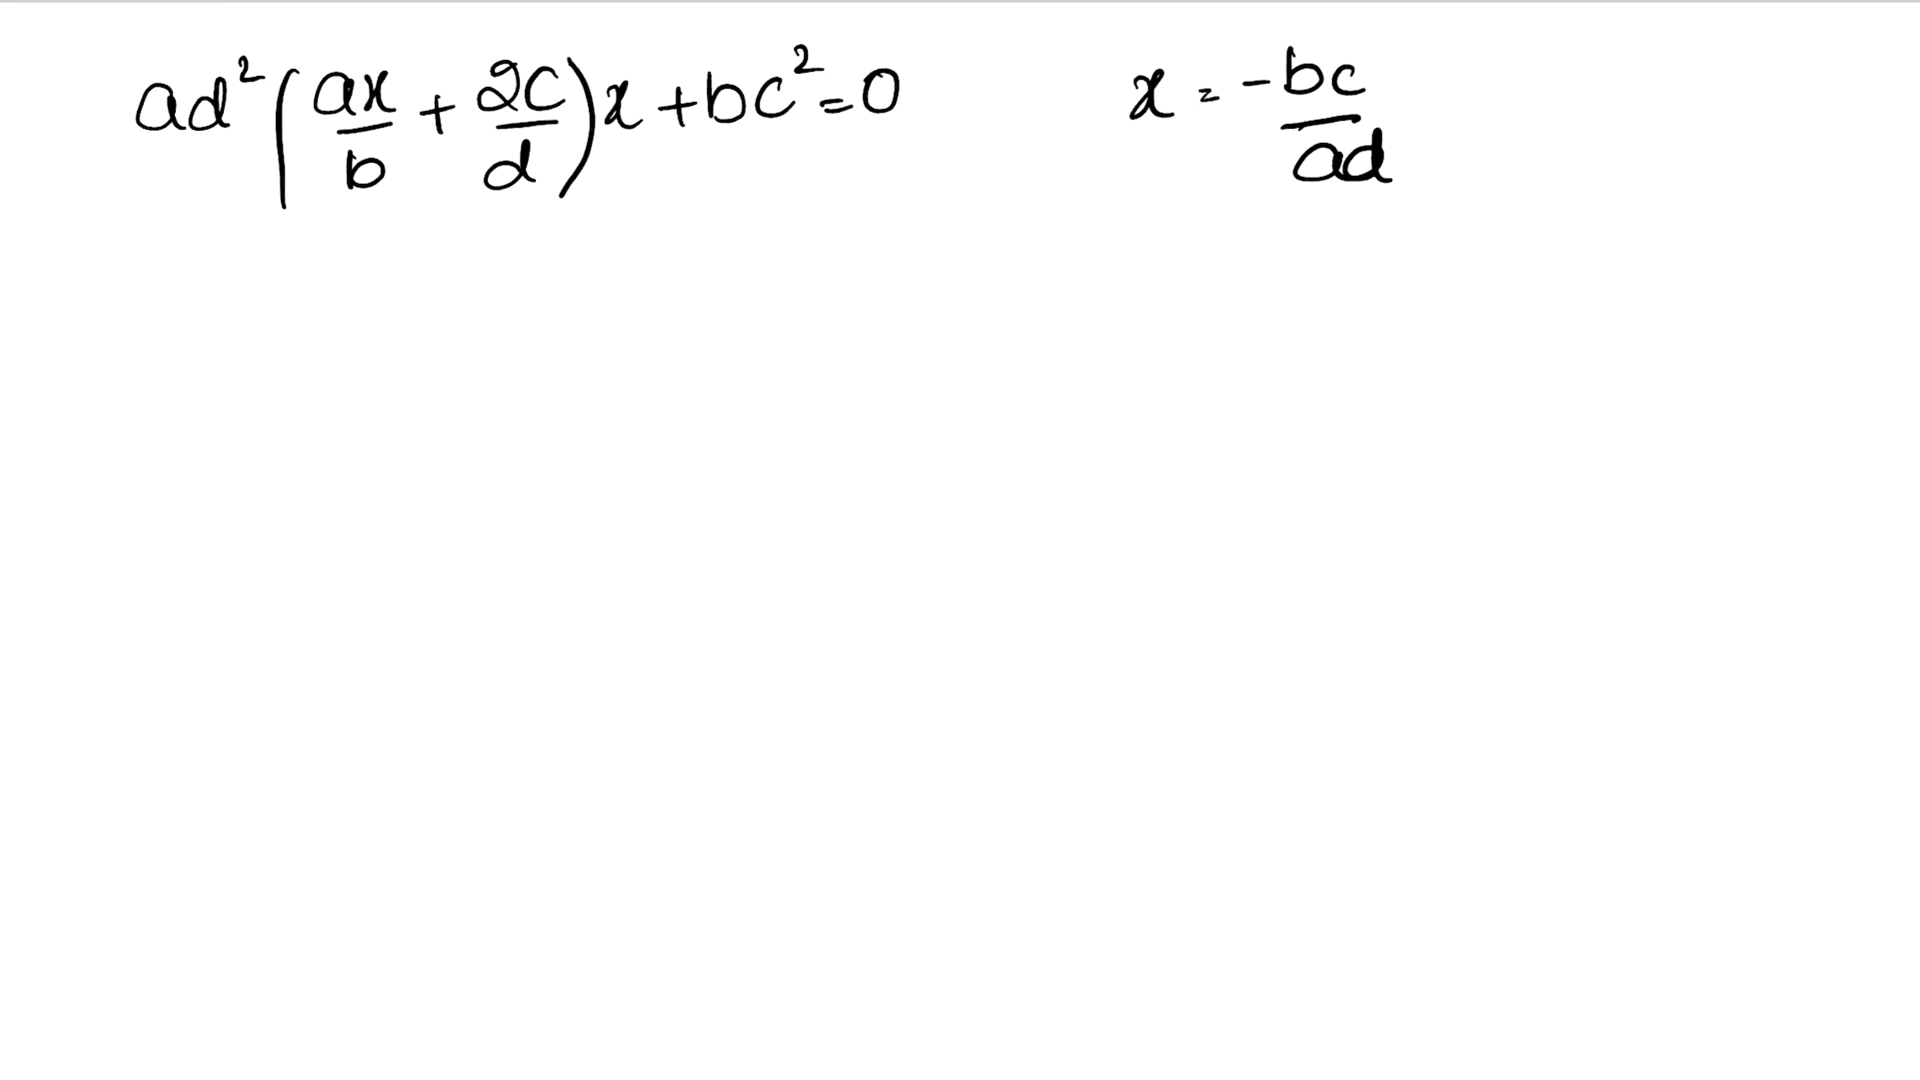 ad²(ax/b + 2c/d)x + bc² = 0    x = -bc/ad